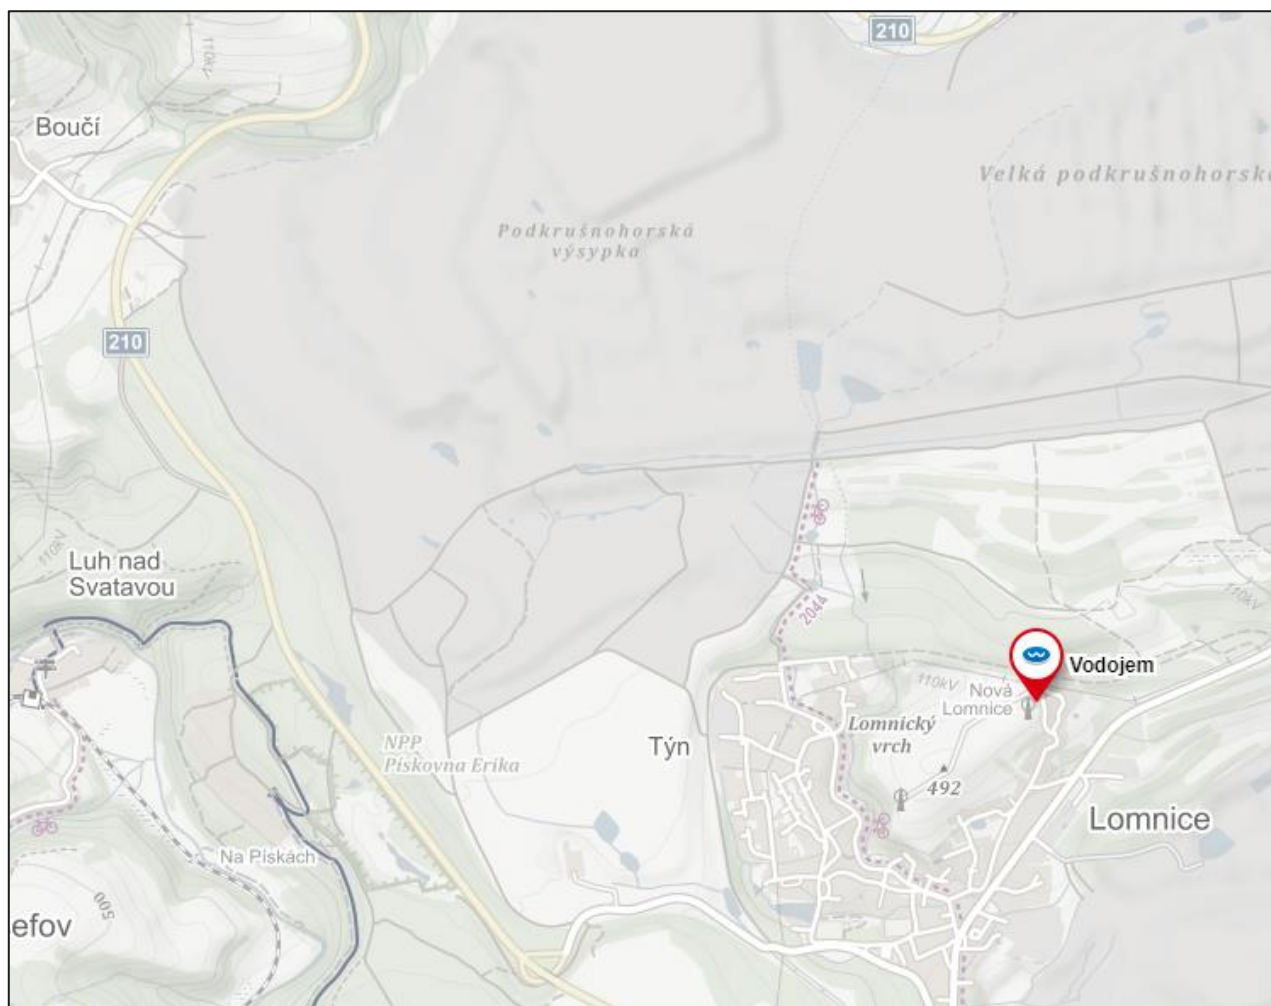 210
110kV
Boučí
Velká podkrušnohorská
Podkrušnohorská
výsypka
210
110kV
Luh nad
Svatavou
2044
110kV
110kV
Vodojem
Nová
Lomnice
Lomnický
vrch
NPP
Pískovna Erika
Týn
492
Lomnice
Na Pískách
500
efov